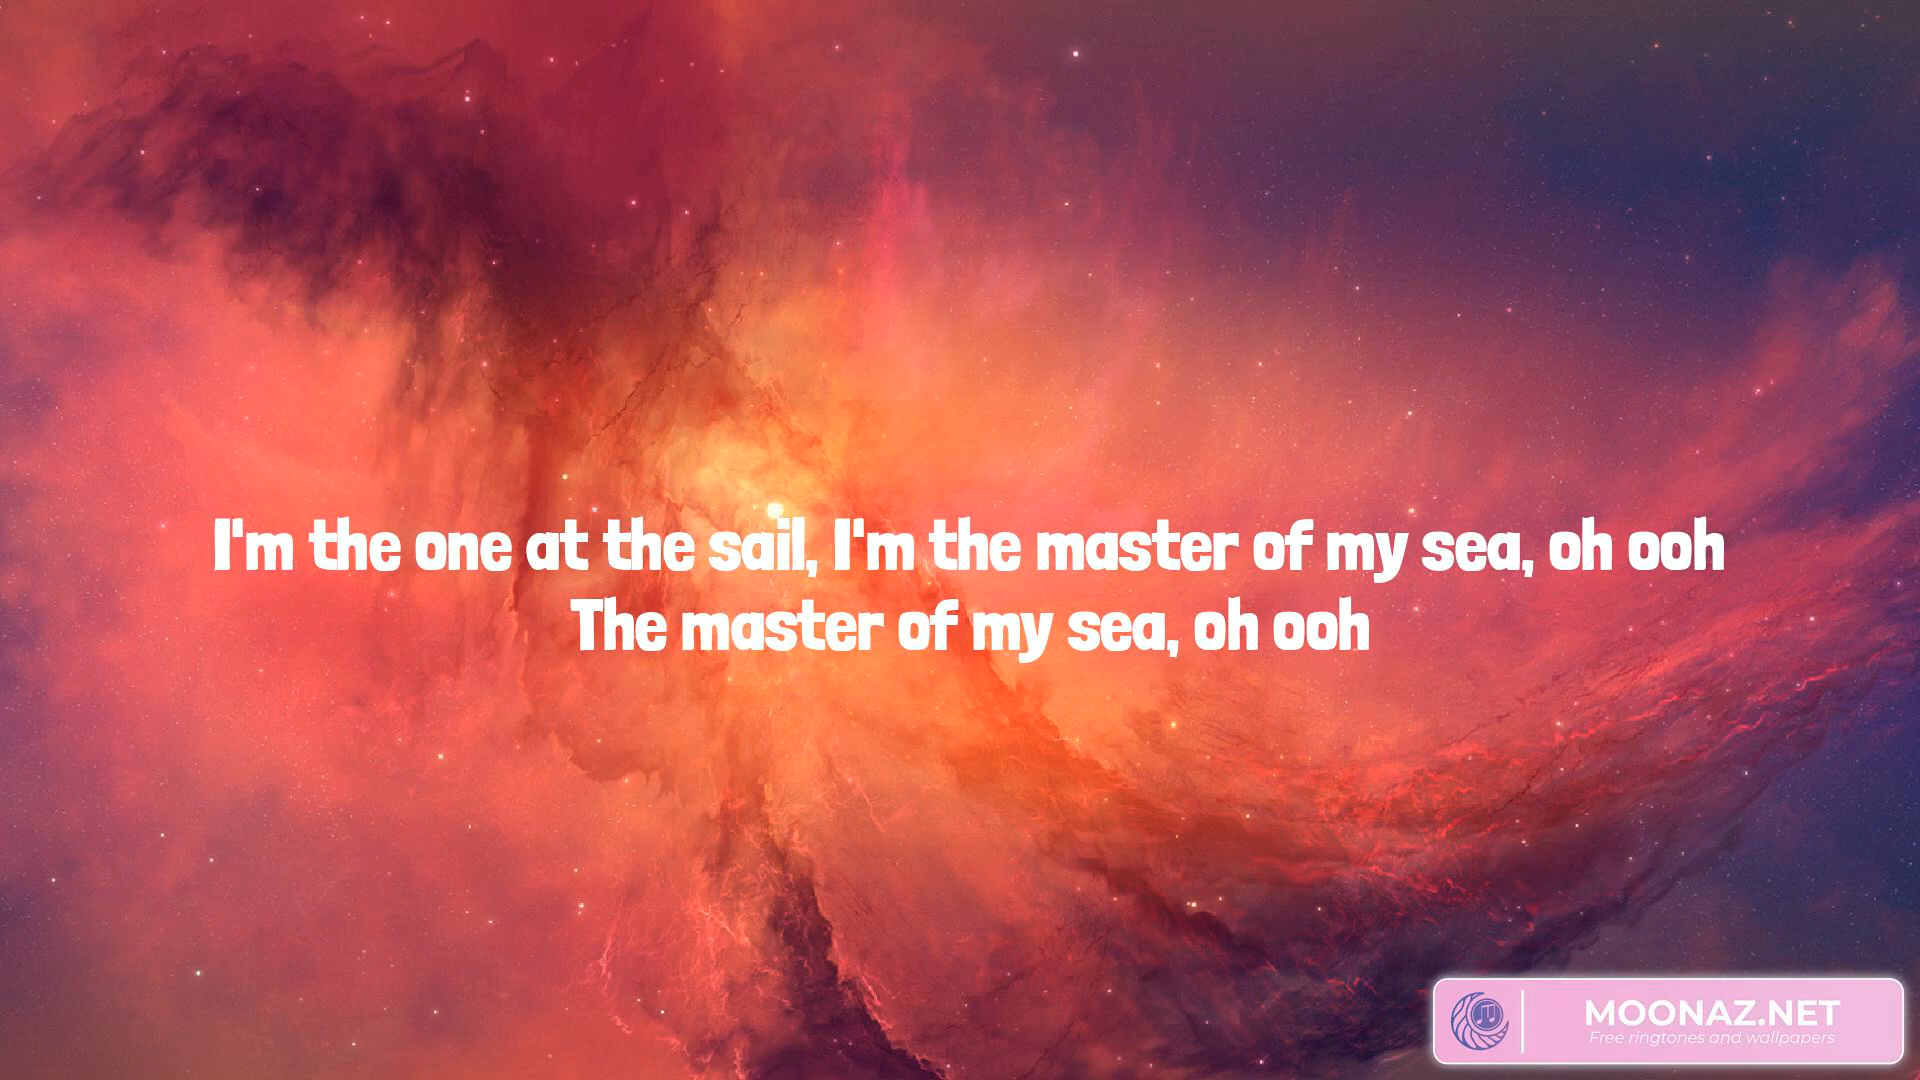 I'm the one at the sail, I'm the master of my sea, oh ooh
The master of my sea, oh ooh
MOONAZ.NET
Free ringtones and wallpapers